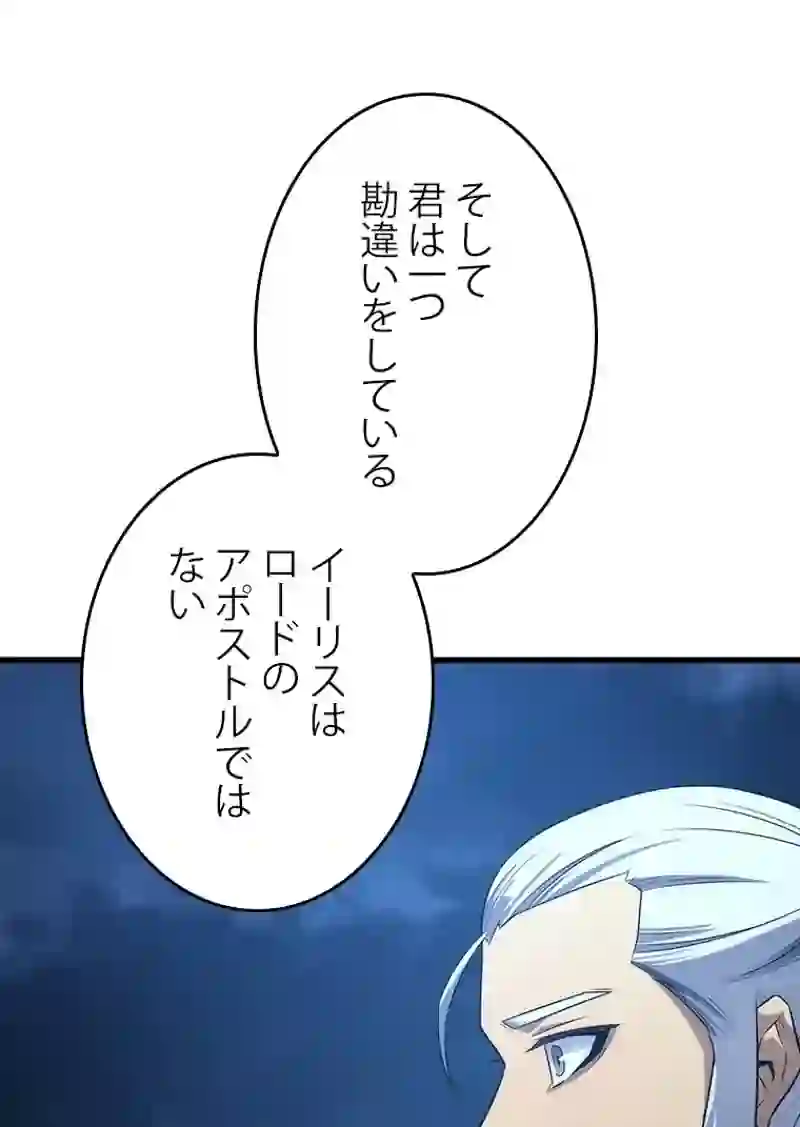 そして
君は一つ
勘違いをしている
イーリスは
ロードの
アポストルでは
ない